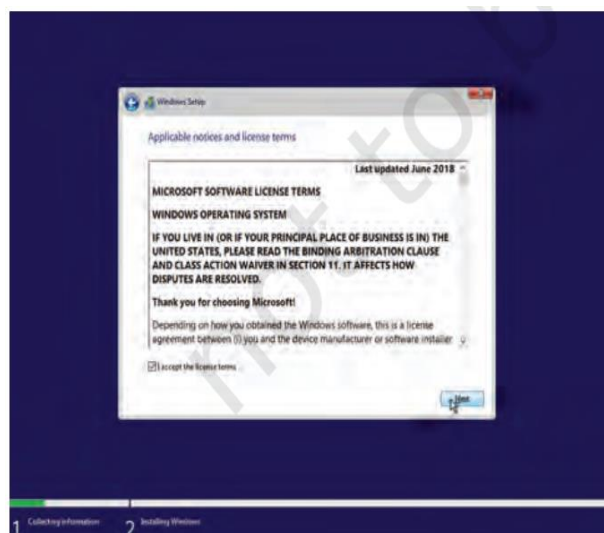 not to b
Windows Setup
Applicable notices and license terms
Last updated June 2018
MICROSOFT SOFTWARE LICENSE TERMS
WINDOWS OPERATING SYSTEM
IF YOU LIVE IN (OR IF YOUR PRINCIPAL PLACE OF BUSINESS IS IN) THE
UNITED STATES, PLEASE READ THE BINDING ARBITRATION CLAUSE
AND CLASS ACTION WAIVER IN SECTION 11. IT AFFECTS HOW
DISPUTES ARE RESOLVED.
Thank you for choosing Microsoft!
Depending on how you obtained the Windows software, this is a license
agreement between (i) you and the device manufacturer or software installer
I accept the license terms
Next
1 Collecting information 2 Installing Windows